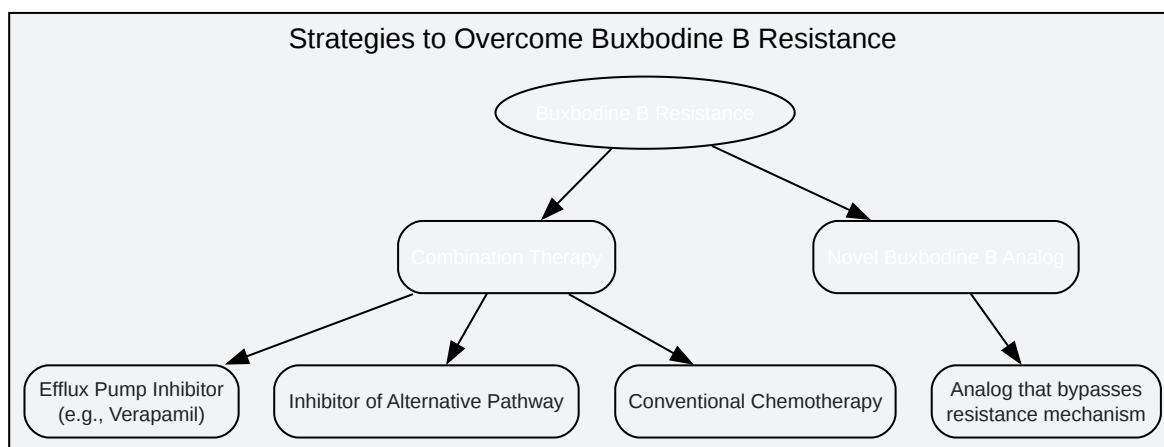 Strategies to Overcome Buxbodine B Resistance
Buxbodine B Resistance
Combination Therapy
Novel Buxbodine B Analog
Efflux Pump Inhibitor
(e.g., Verapamil)
Inhibitor of Alternative Pathway
Conventional Chemotherapy
Analog that bypasses
resistance mechanism